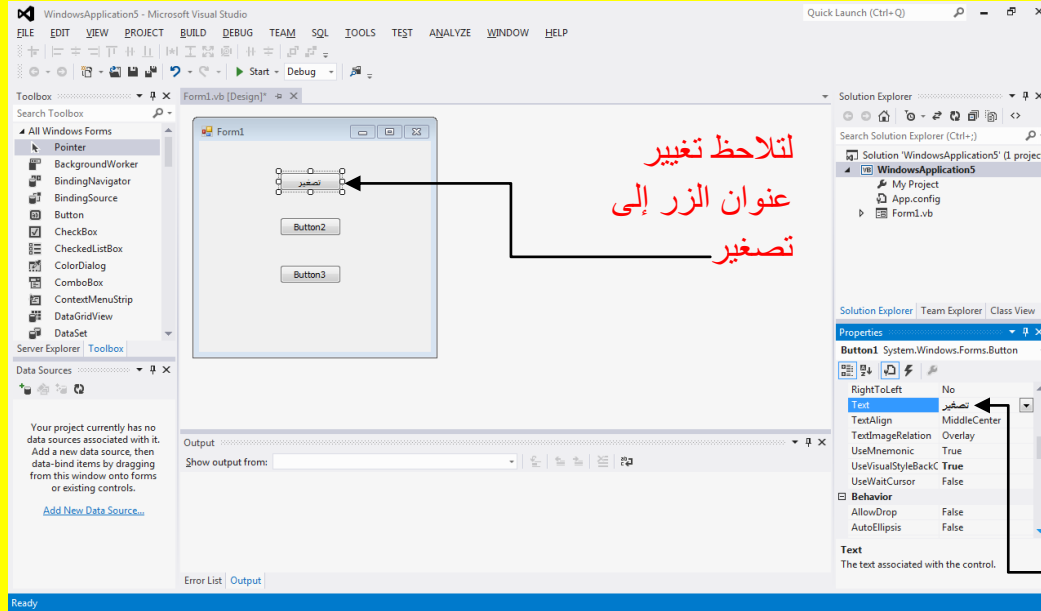 WindowsApplication5 - Microsoft Visual Studio
Quick Launch (Ctrl+Q)
FILE EDIT VIEW PROJECT BUILD DEBUG TEAM SQL TOOLS TEST ANALYZE WINDOW HELP
Start Debug
Toolbox
Search Toolbox
All Windows Forms
Pointer
BackgroundWorker
BindingNavigator
BindingSource
Button
CheckBox
CheckedListBox
ColorDialog
ComboBox
ContextMenuStrip
DataGridView
DataSet
Server Explorer Toolbox
Data Sources
Your project currently has no
data sources associated with it.
Add a new data source, then
data-bind items by dragging
from this window onto forms
or existing controls.
Add New Data Source...
Form1.vb [Design]*
Form1
تصغير
Button2
Button3
لتلاحظ تغيير
عنوان الزر إلى
تصغير
Output
Show output from:
Error List Output
Solution Explorer
Search Solution Explorer (Ctrl+;)
Solution 'WindowsApplication5' (1 projec
WindowsApplication5
My Project
App.config
Form1.vb
Solution Explorer Team Explorer Class View
Properties
Button1 System.Windows.Forms.Button
RightToLeft No
Text تصغير
TextAlign MiddleCenter
TextImageRelation Overlay
UseMnemonic True
UseVisualStyleBackC True
UseWaitCursor False
Behavior
AllowDrop False
AutoEllipsis False
Text
The text associated with the control.
Ready